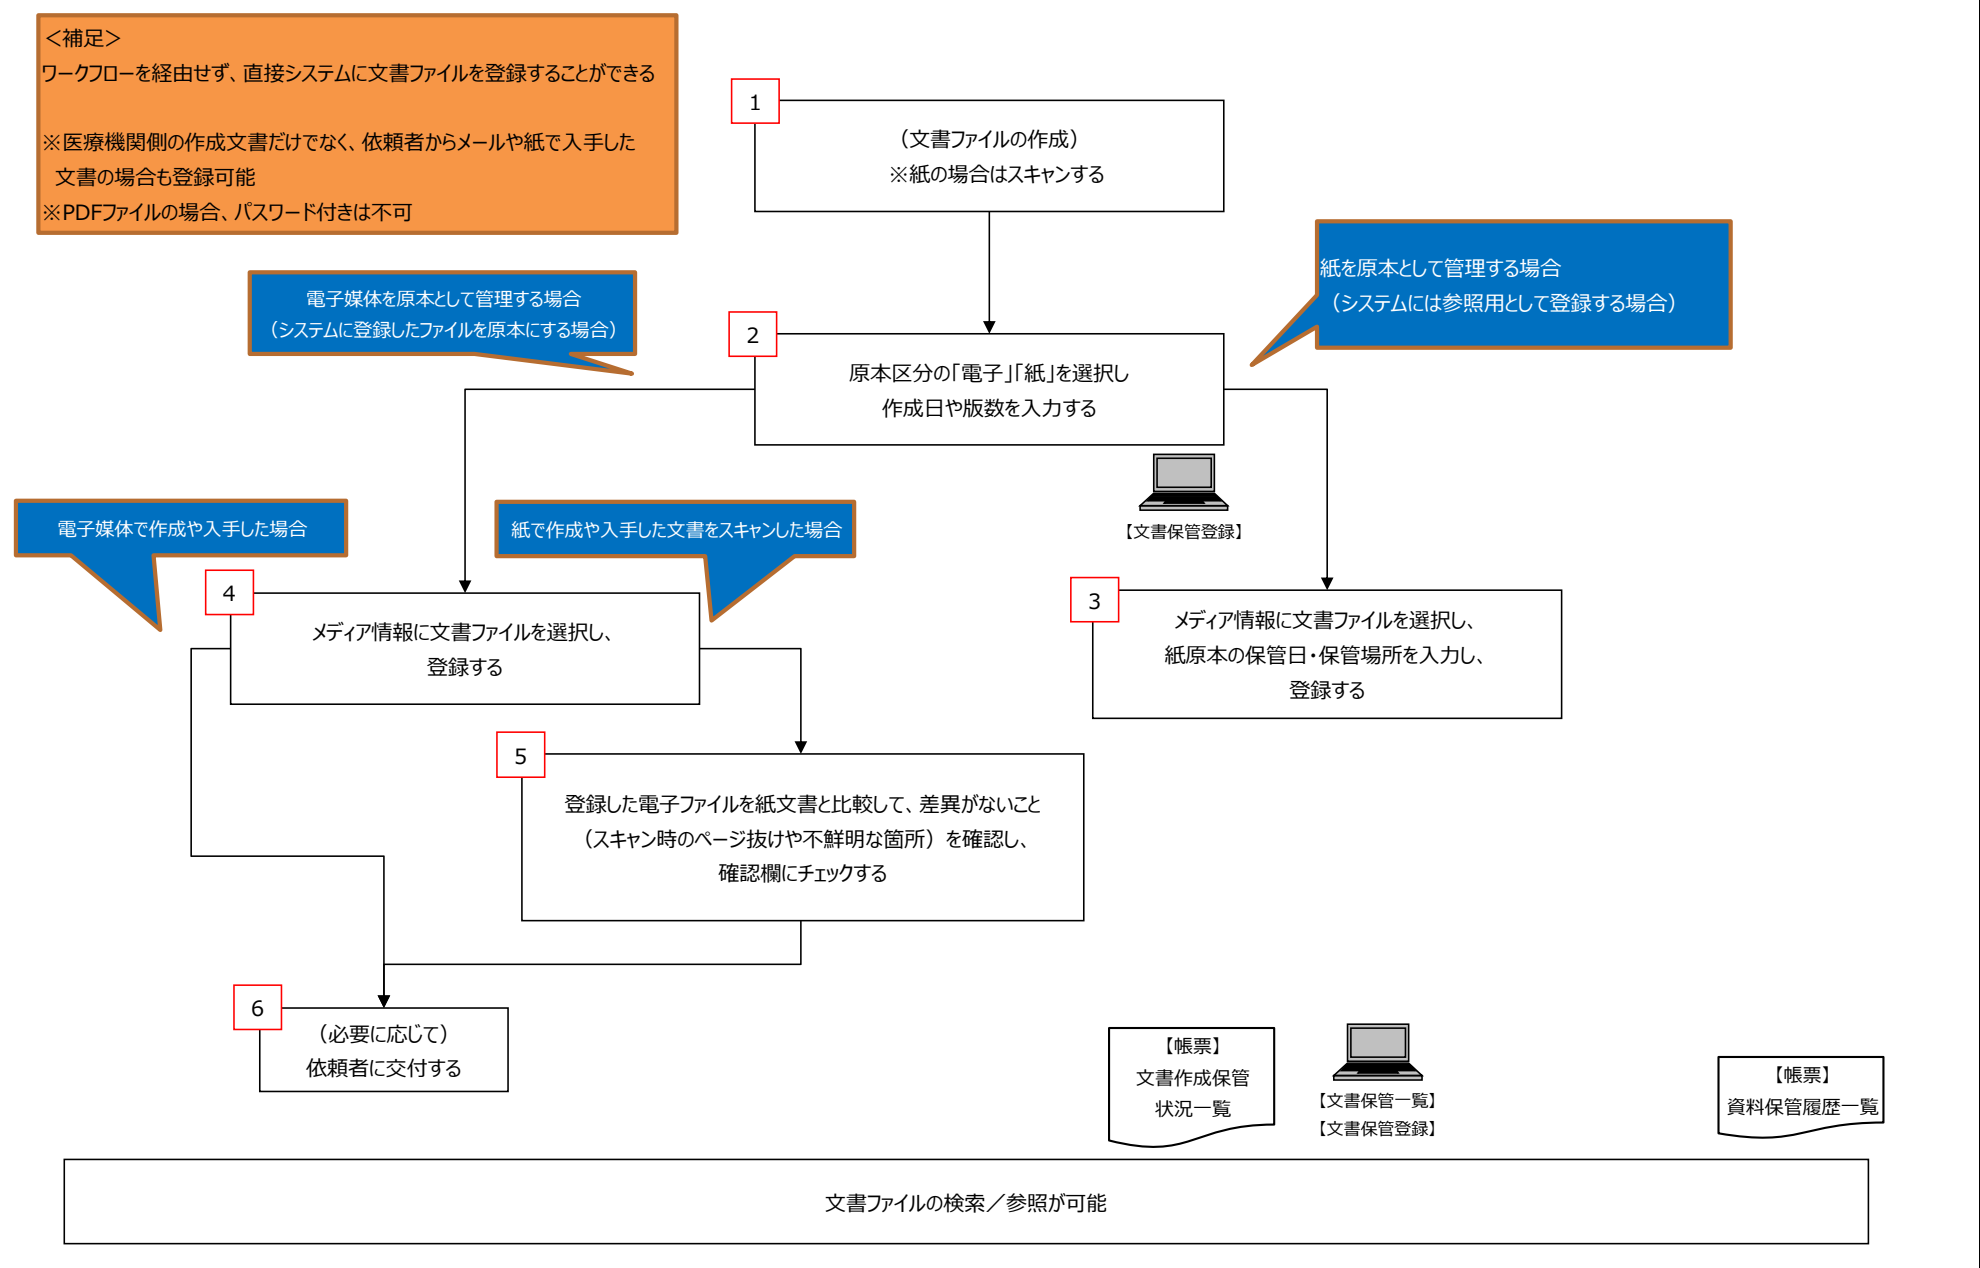 ＜補足＞
ワークフローを経由せず、直接システムに文書ファイルを登録することができる
※医療機関側の作成文書だけでなく、依頼者からメールや紙で入手した
文書の場合も登録可能
※PDFファイルの場合、パスワード付きは不可
1
（文書ファイルの作成）
※紙の場合はスキャンする
紙を原本として管理する場合
（システムには参照用として登録する場合）
電子媒体を原本として管理する場合
（システムに登録したファイルを原本にする場合）
2
原本区分の「電子」「紙」を選択し
作成日や版数を入力する
【文書保管登録】
電子媒体で作成や入手した場合
紙で作成や入手した文書をスキャンした場合
4
メディア情報に文書ファイルを選択し、
登録する
3
メディア情報に文書ファイルを選択し、
紙原本の保管日・保管場所を入力し、
登録する
5
登録した電子ファイルを紙文書と比較して、差異がないこと
（スキャン時のページ抜けや不鮮明な箇所）を確認し、
確認欄にチェックする
6
（必要に応じて）
依頼者に交付する
【帳票】
文書作成保管
状況一覧
【文書保管一覧】
【文書保管登録】
【帳票】
資料保管履歴一覧
文書ファイルの検索／参照が可能